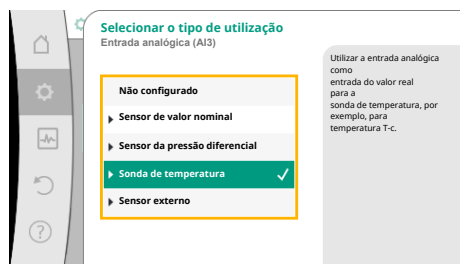 Selecionar o tipo de utilização
Entrada analógica (AI3)
Não configurado
Sensor de valor nominal
Sensor da pressão diferencial
Sonda de temperatura
Sensor externo
Utilizar a entrada analógica
como
entrada do valor real
para a
sonda de temperatura, por
exemplo, para
temperatura T-c.
?